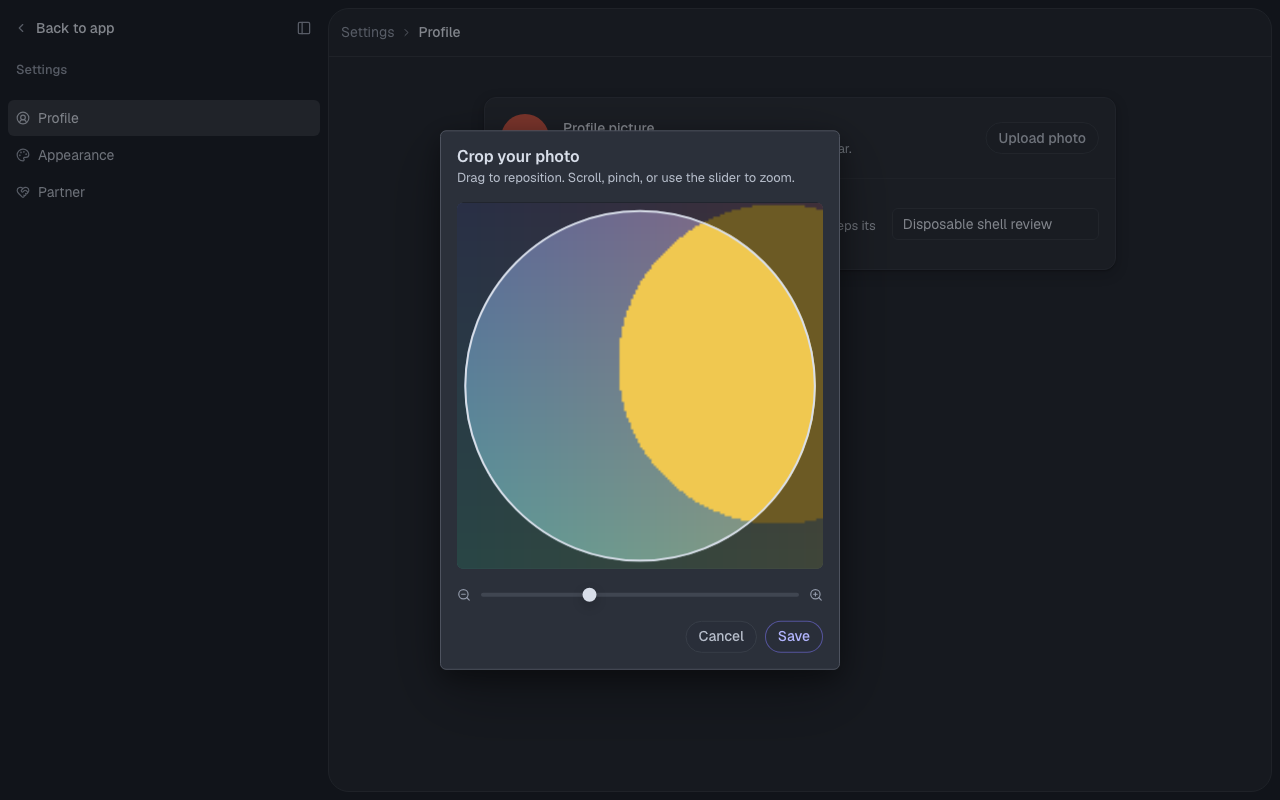 Back to app
Settings
Profile
Appearance
Partner
Settings > Profile
Profile picture
Upload photo
ar.
eps its
Disposable shell review
Crop your photo
Drag to reposition. Scroll, pinch, or use the slider to zoom.
Cancel
Save